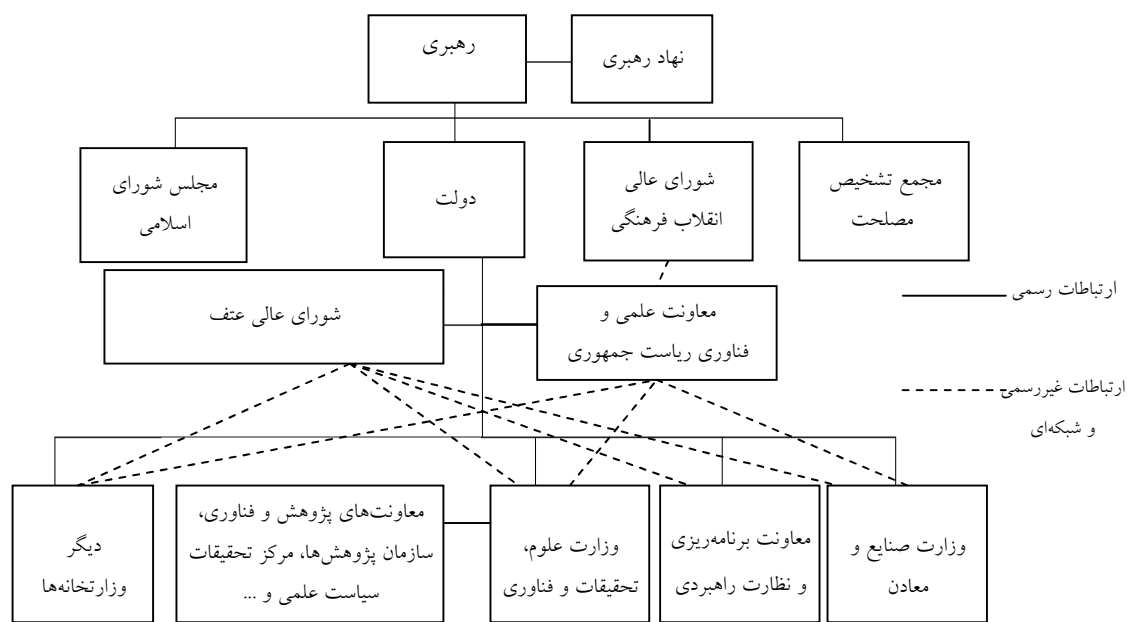 رهبری
نهاد رهبری
مجمع تشخیص
مصلحت
شورای عالی
انقلاب فرهنگی
دولت
مجلس شورای
اسلامی
ارتباطات رسمی
معاونت علمی و
فناوری ریاست جمهوری
شورای عالی عتف
ارتباطات غیررسمی
و شبکه‌ای
وزارت صنایع و
معادن
معاونت برنامه‌ریزی
و نظارت راهبردی
وزارت علوم،
تحقیقات و فناوری
معاونت‌های پژوهش و فناوری،
سازمان پژوهش‌ها، مرکز تحقیقات
سیاست علمی و ...
دیگر
وزارتخانه‌ها